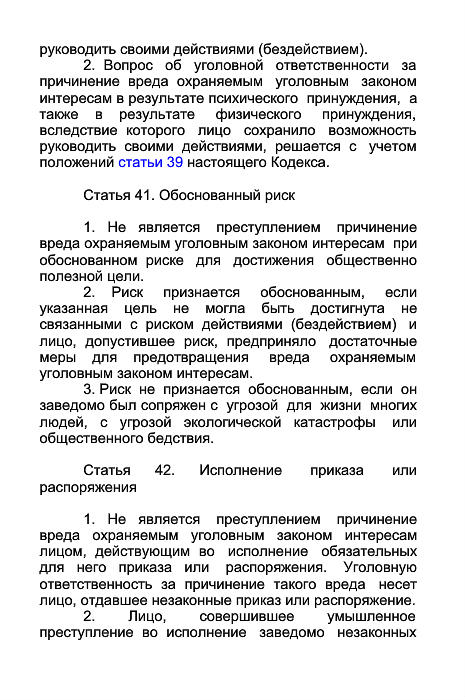 руководить своими действиями (бездействием).
2. Вопрос об уголовной ответственности за
причинение вреда охраняемым уголовным законом
интересам в результате психического принуждения, а
также в результате физического принуждения,
вследствие которого лицо сохранило возможность
руководить своими действиями, решается с учетом
положений статьи 39 настоящего Кодекса.
Статья 41. Обоснованный риск
1. Не является преступлением причинение
вреда охраняемым уголовным законом интересам при
обоснованном риске для достижения общественно
полезной цели.
2. Риск признается обоснованным, если
указанная цель не могла быть достигнута не
связанными с риском действиями (бездействием) и
лицо, допустившее риск, предприняло достаточные
меры для предотвращения вреда охраняемым
уголовным законом интересам.
3. Риск не признается обоснованным, если он
заведомо был сопряжен с угрозой для жизни многих
людей, с угрозой экологической катастрофы или
общественного бедствия.
Статья 42. Исполнение приказа или
распоряжения
1. Не является преступлением причинение
вреда охраняемым уголовным законом интересам
лицом, действующим во исполнение обязательных
для него приказа или распоряжения. Уголовную
ответственность за причинение такого вреда несет
лицо, отдавшее незаконные приказ или распоряжение.
2. Лицо, совершившее умышленное
преступление во исполнение заведомо незаконных